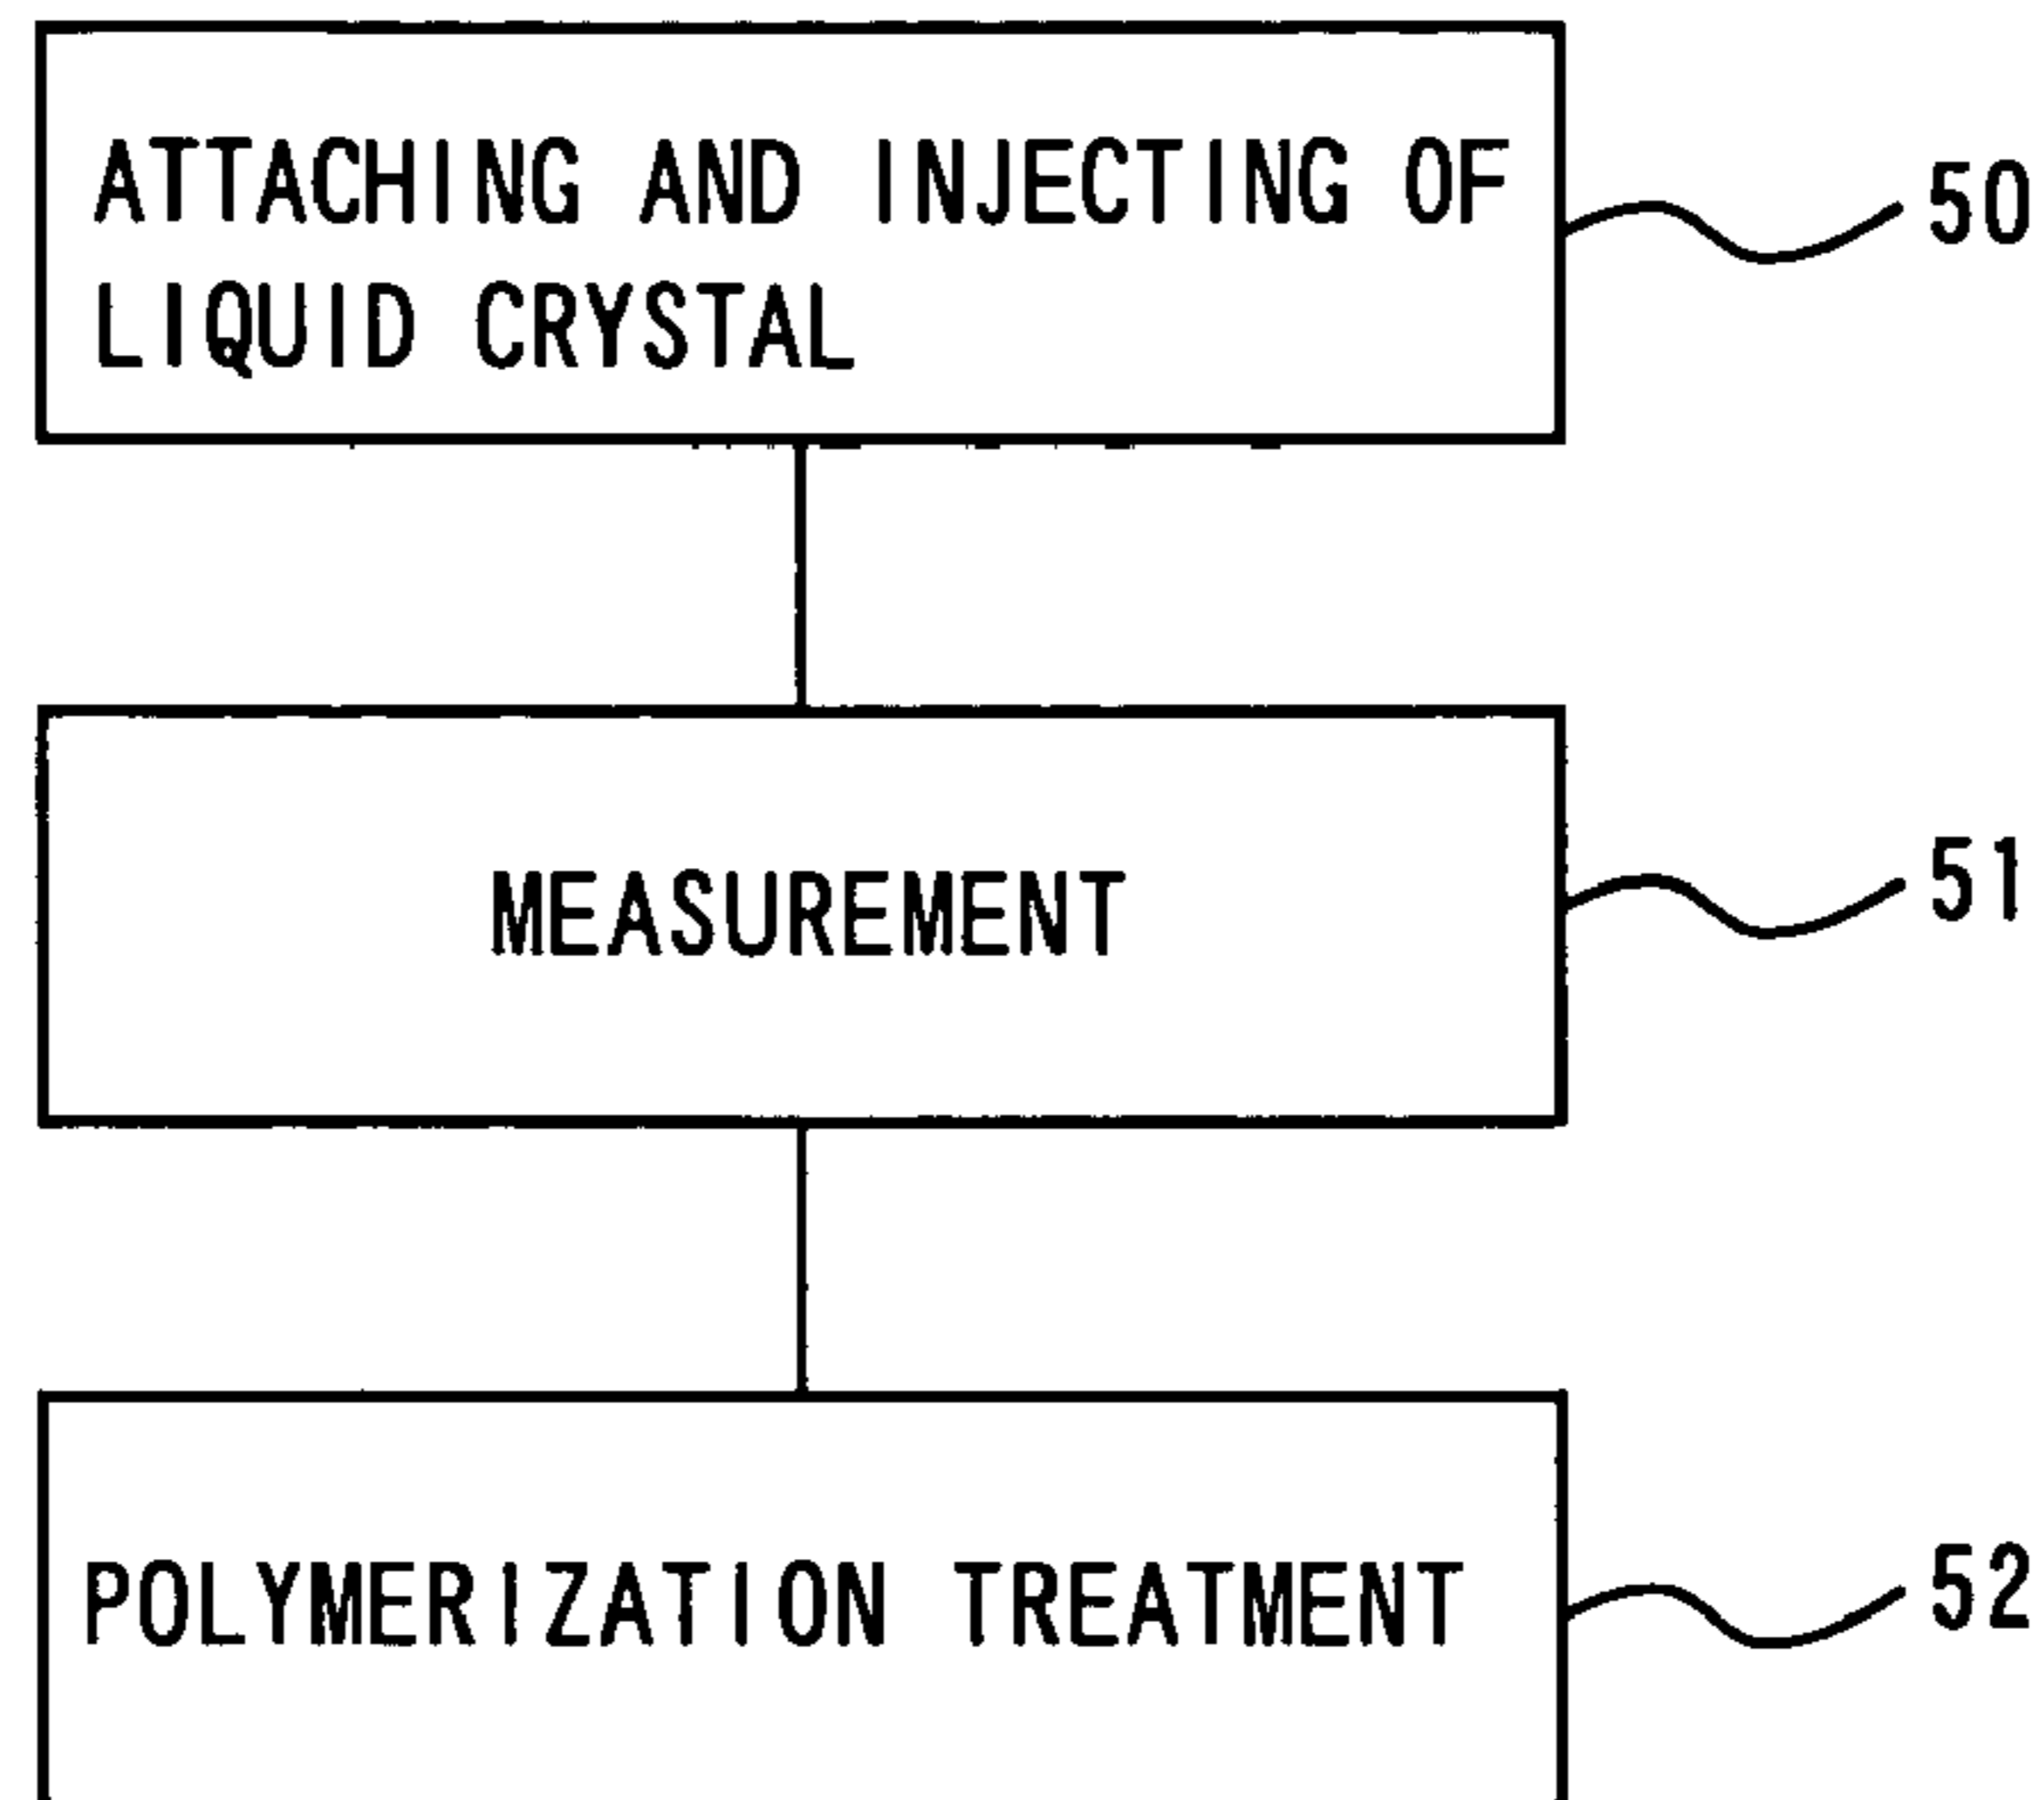 ATTACHING AND INJECTING OF
LIQUID CRYSTAL
50
MEASUREMENT
51
POLYMERIZATION TREATMENT
52